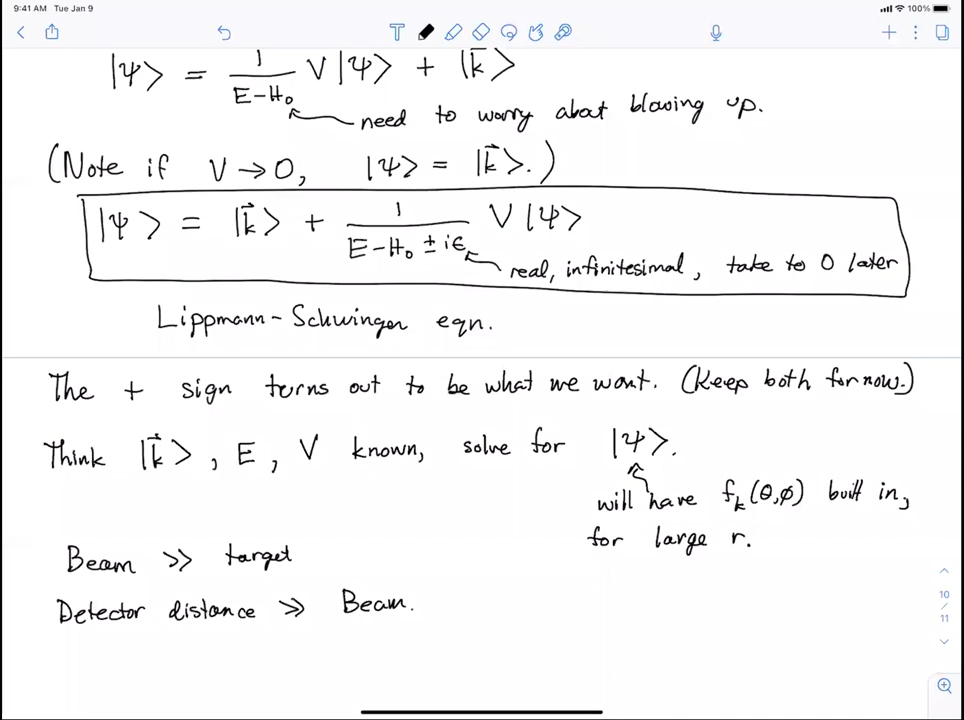 9:41 AM Tue Jan 9
100%
|Ψ> = 1/(E-H₀) V|Ψ> + |k⃗>
need to worry about blowing up.
(Note if V→0, |Ψ> = |k⃗>.)
|Ψ> = |k⃗> + 1/(E-H₀ ± iε) V|Ψ>
real, infinitesimal, take to 0 later
Lippmann-Schwinger eqn.
The + sign turns out to be what we want. (Keep both for now.)
Think |k⃗>, E, V known, solve for |Ψ>.
will have fₖ(θ,φ) built in,
for large r.
Beam ≫ target
Detector distance ≫ Beam.
10
/
11